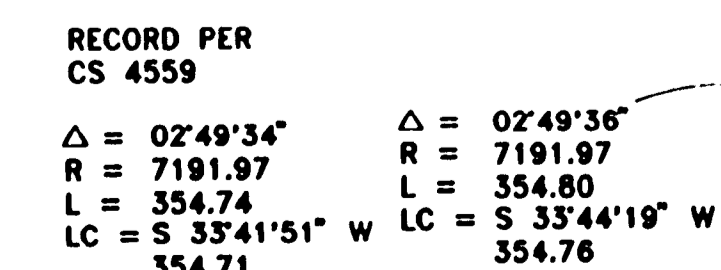 RECORD PER
CS 4559
Δ = 02°49'34"
R = 7191.97
L = 354.74
LC = S 33°41'51" W
354.71
Δ = 02°49'36"
R = 7191.97
L = 354.80
LC = S 33°44'19" W
354.76